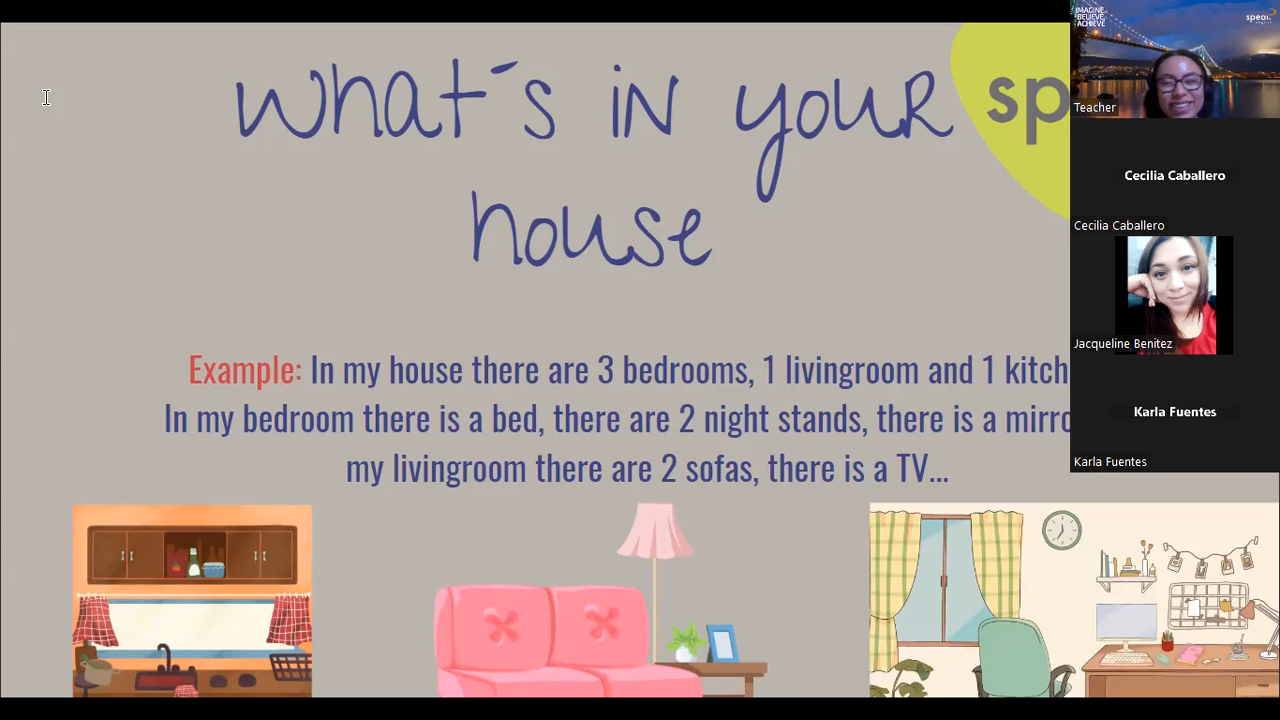 what´s in your
house
sp
Example: In my house there are 3 bedrooms, 1 livingroom and 1 kitch
In my bedroom there is a bed, there are 2 night stands, there is a mirro
my livingroom there are 2 sofas, there is a TV...
IMAGINE
BELIEVE
ACHIEVE
speak
Teacher
Cecilia Caballero
Cecilia Caballero
Jacqueline Benitez
Karla Fuentes
Karla Fuentes